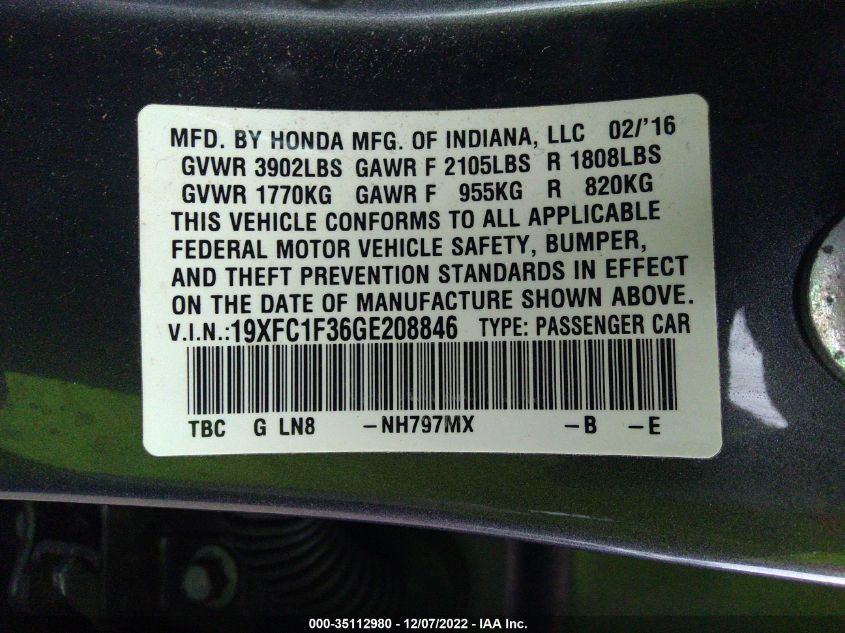 MFD. BY HONDA MFG. OF INDIANA, LLC 02/'16
GVWR 3902LBS GAWR F 2105LBS R 1808LBS
GVWR 1770KG GAWR F 955KG R 820KG
THIS VEHICLE CONFORMS TO ALL APPLICABLE
FEDERAL MOTOR VEHICLE SAFETY, BUMPER,
AND THEFT PREVENTION STANDARDS IN EFFECT
ON THE DATE OF MANUFACTURE SHOWN ABOVE.
V.I.N.:19XFC1F36GE208846 TYPE: PASSENGER CAR
TBC G LN8 -NH797MX -B -E
000-35112980 - 12/07/2022 - IAA Inc.